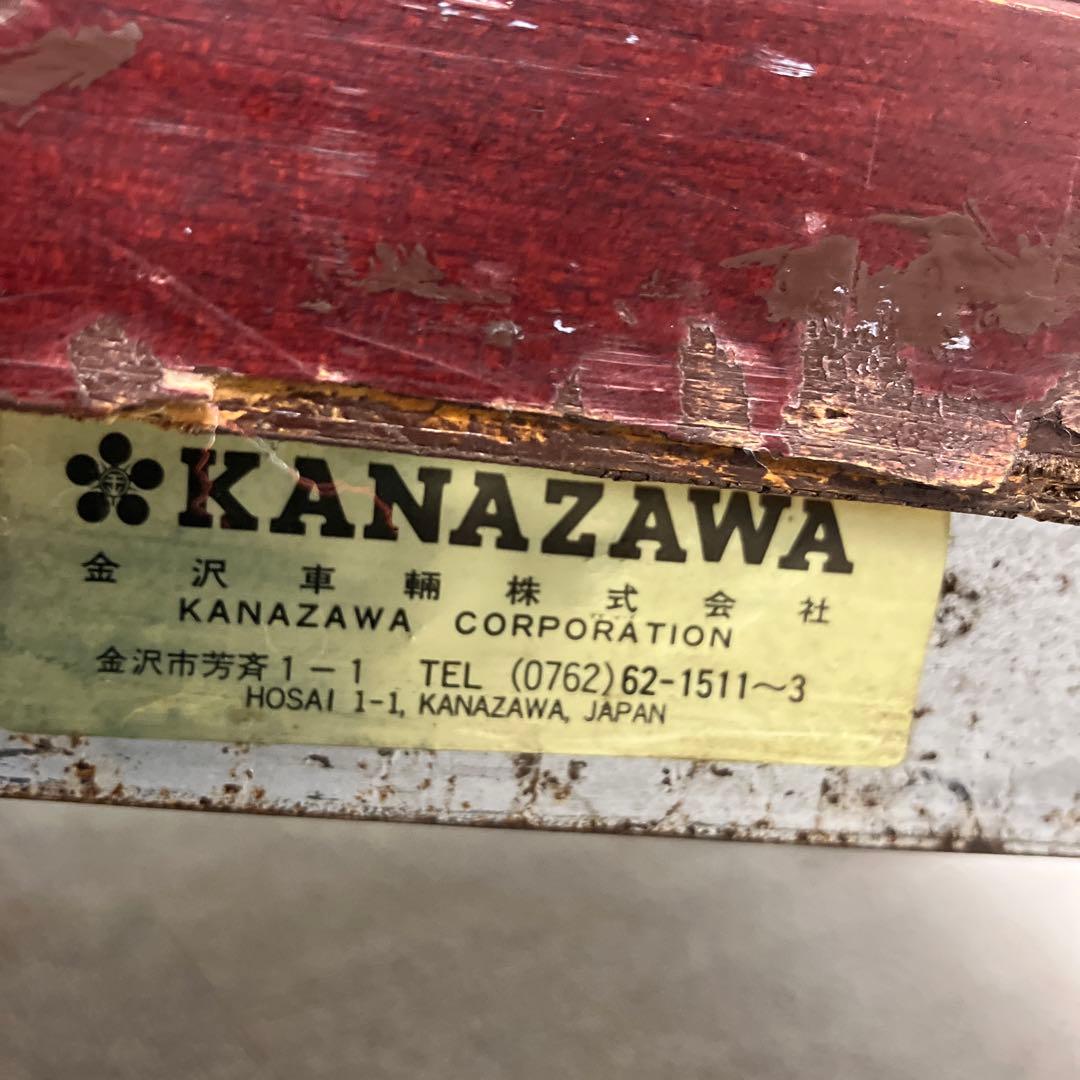 KANAZAWA
金沢車輛株式会社
KANAZAWA CORPORATION
金沢市芳斉1-1 TEL (0762)62-1511～3
HOSAI 1-1, KANAZAWA, JAPAN